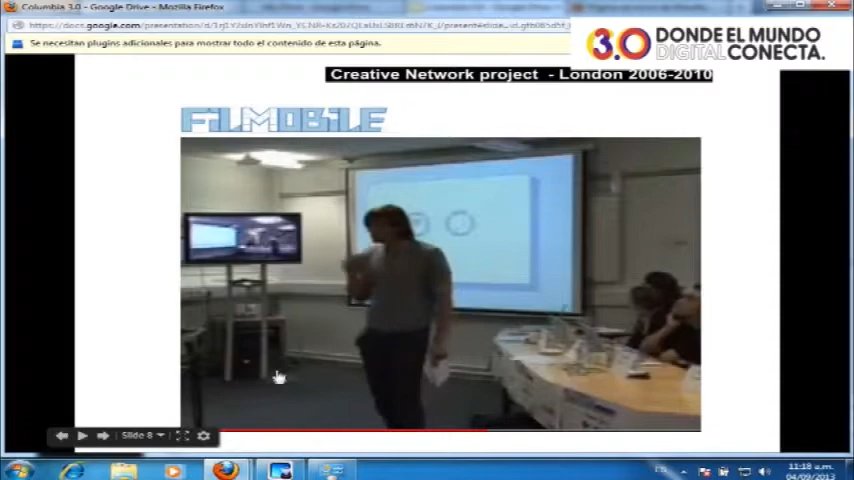 Columbia 3.0 - Google Drive - Mozilla Firefox
Se necesitan plugins adicionales para mostrar todo el contenido de esta página.
3.0 DONDE EL MUNDO
DIGITAL CONECTA.
Creative Network project - London 2006-2010
FILMOBILE
Slide 8
11:18 a.m.
04/09/2013